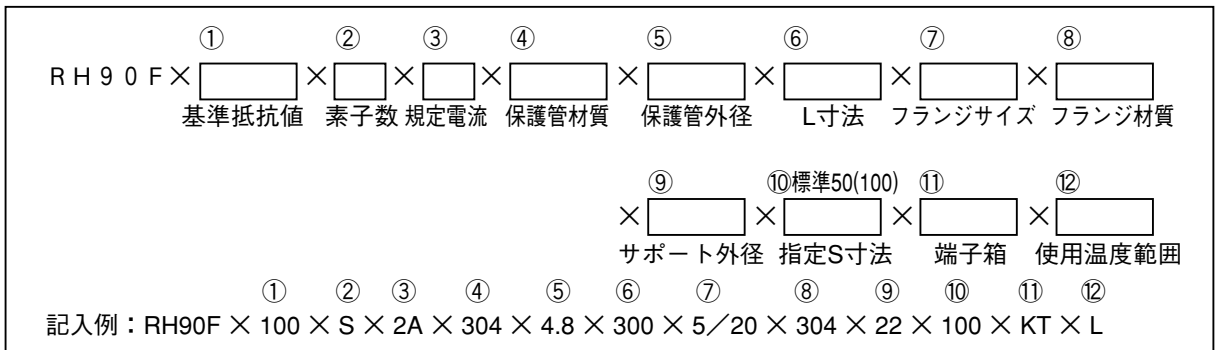 ① ② ③ ④ ⑤ ⑥ ⑦ ⑧
RH90F× × × × × × × ×
基準抵抗値 素子数 規定電流 保護管材質 保護管外径 L寸法 フランジサイズ フランジ材質
⑨ ⑩標準50(100) ⑪ ⑫
× × × ×
サポート外径 指定S寸法 端子箱 使用温度範囲
① ② ③ ④ ⑤ ⑥ ⑦ ⑧ ⑨ ⑩ ⑪ ⑫
記入例：RH90F × 100 × S × 2A × 304 × 4.8 × 300 × 5／20 × 304 × 22 × 100 × KT × L